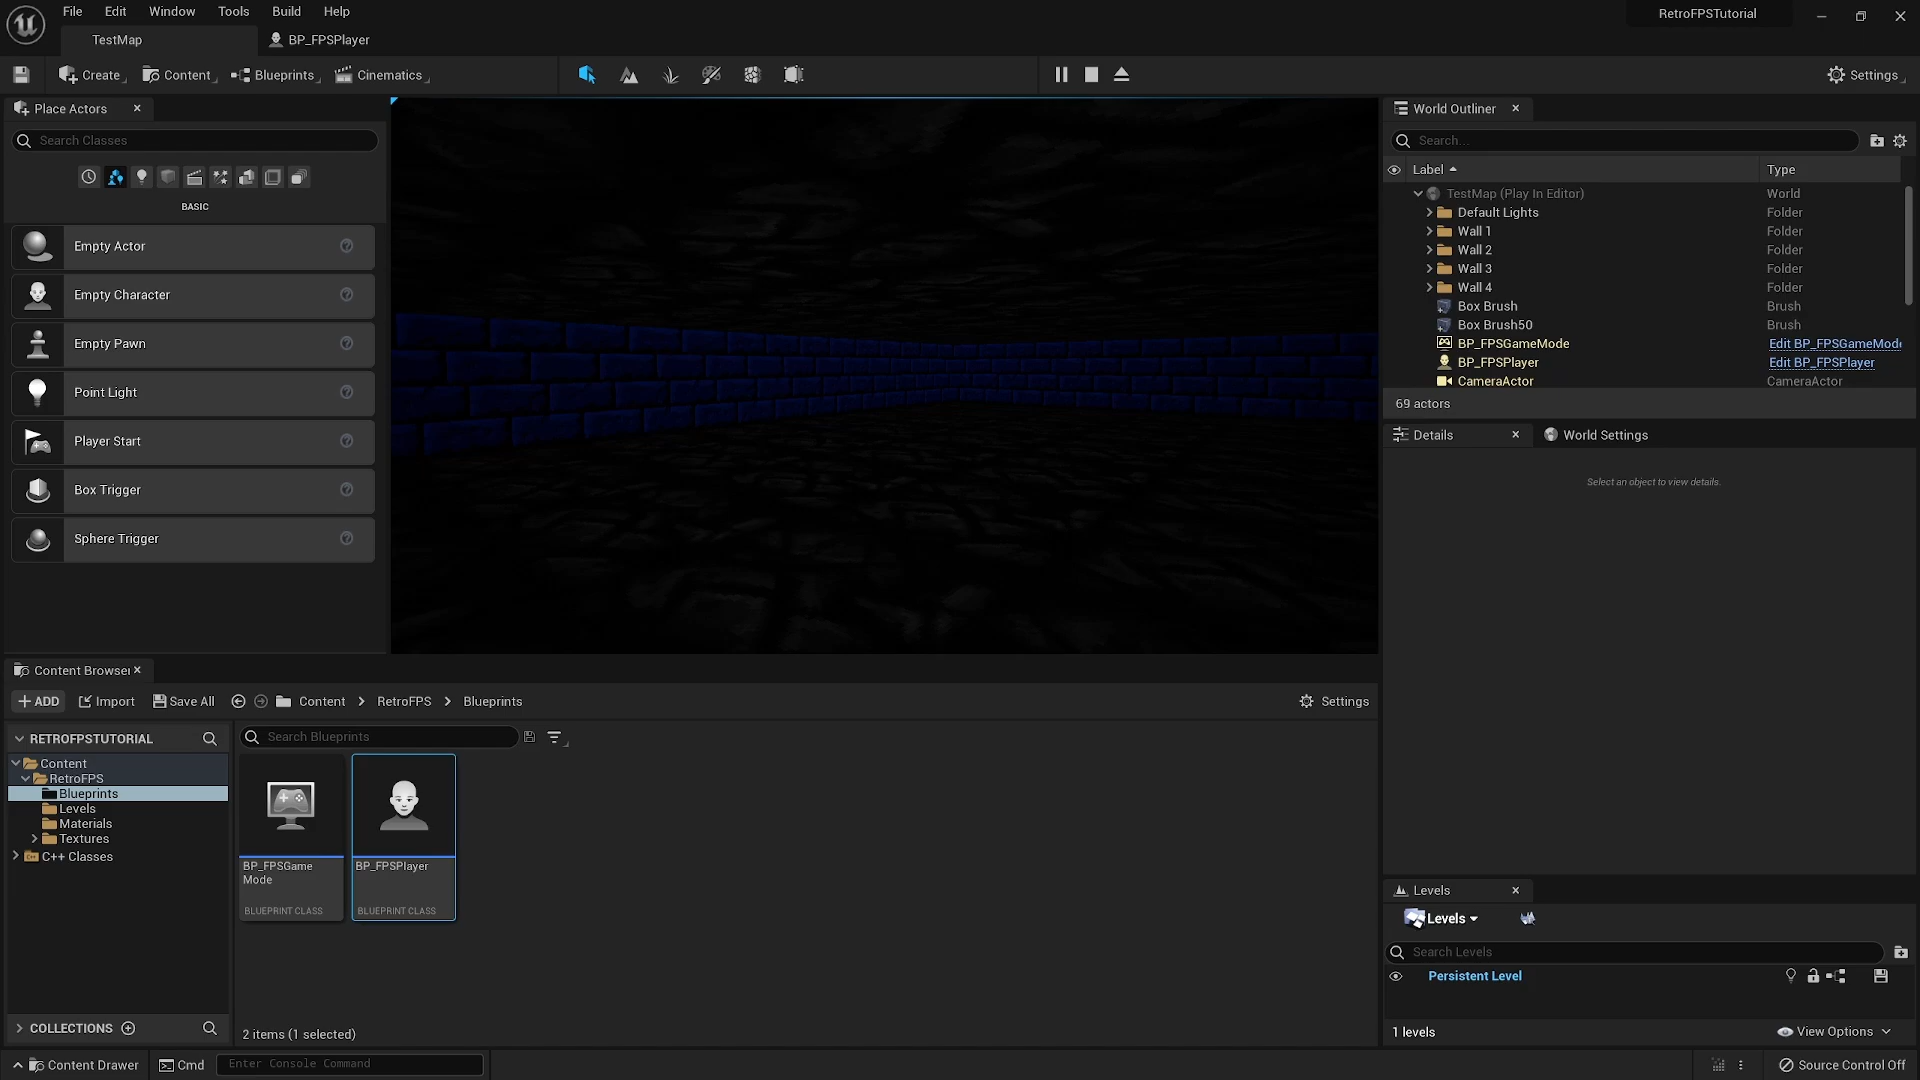 File Edit Window Tools Build Help
RetroFPSTutorial
TestMap
BP_FPSPlayer
Create
Content
Blueprints
Cinematics
Settings
Place Actors
Search Classes
BASIC
Empty Actor
Empty Character
Empty Pawn
Point Light
Player Start
Box Trigger
Sphere Trigger
World Outliner
Search...
Label Type
TestMap (Play In Editor) World
Default Lights Folder
Wall 1 Folder
Wall 2 Folder
Wall 3 Folder
Wall 4 Folder
Box Brush Brush
Box Brush50 Brush
BP_FPSGameMode Edit BP_FPSGameMode
BP_FPSPlayer Edit BP_FPSPlayer
CameraActor CameraActor
69 actors
Details
World Settings
Select an object to view details.
Content Browser
ADD Import Save All Content RetroFPS Blueprints Settings
RETROFPSTUTORIAL
Search Blueprints
Content
RetroFPS
Blueprints
Levels
Materials
Textures
C++ Classes
BP_FPSGame
Mode
BLUEPRINT CLASS
BP_FPSPlayer
BLUEPRINT CLASS
COLLECTIONS
2 items (1 selected)
Levels
Levels
Search Levels
Persistent Level
1 levels
View Options
Content Drawer
Cmd
Enter Console Command
Source Control Off